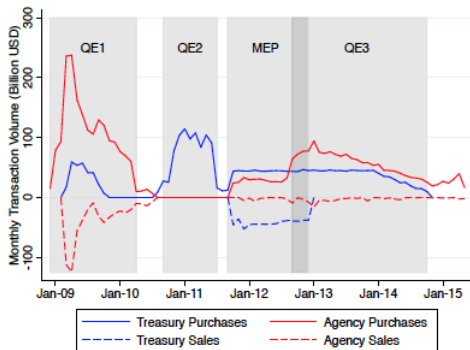 Monthly Transaction Volume (Billion USD)
300
200
100
0
-100
QE1
QE2
MEP
QE3
Jan-09
Jan-10
Jan-11
Jan-12
Jan-13
Jan-14
Jan-15
Treasury Purchases
Agency Purchases
Treasury Sales
Agency Sales